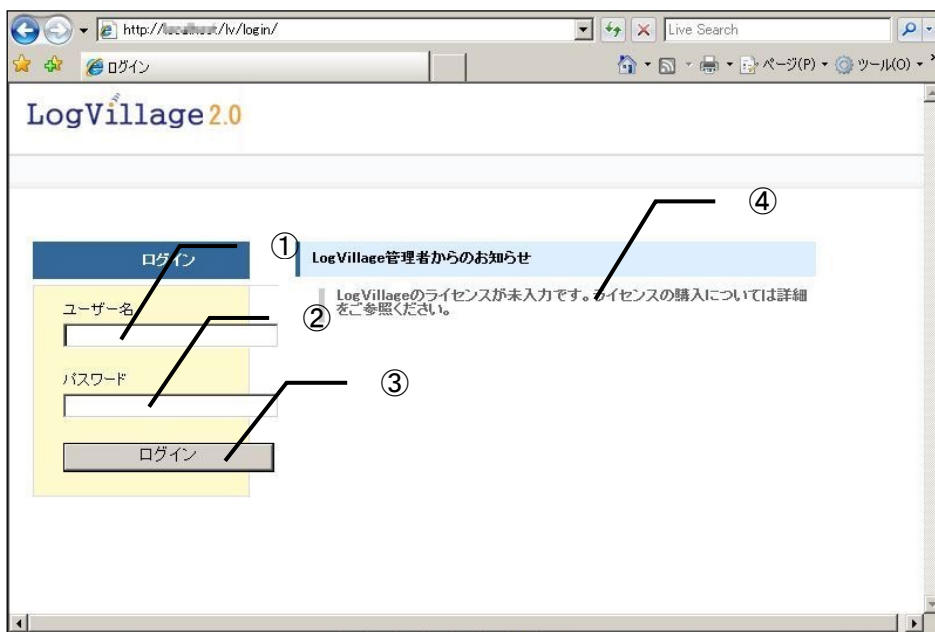 http:// /lv/login/
Live Search
ログイン
ページ(P)
ツール(O)
LogVillage 2.0
④
①
ログイン
LogVillage管理者からのお知らせ
LogVillageのライセンスが未入力です。ライセンスの購入については詳細
をご参照ください。
ユーザー名
②
パスワード
③
ログイン